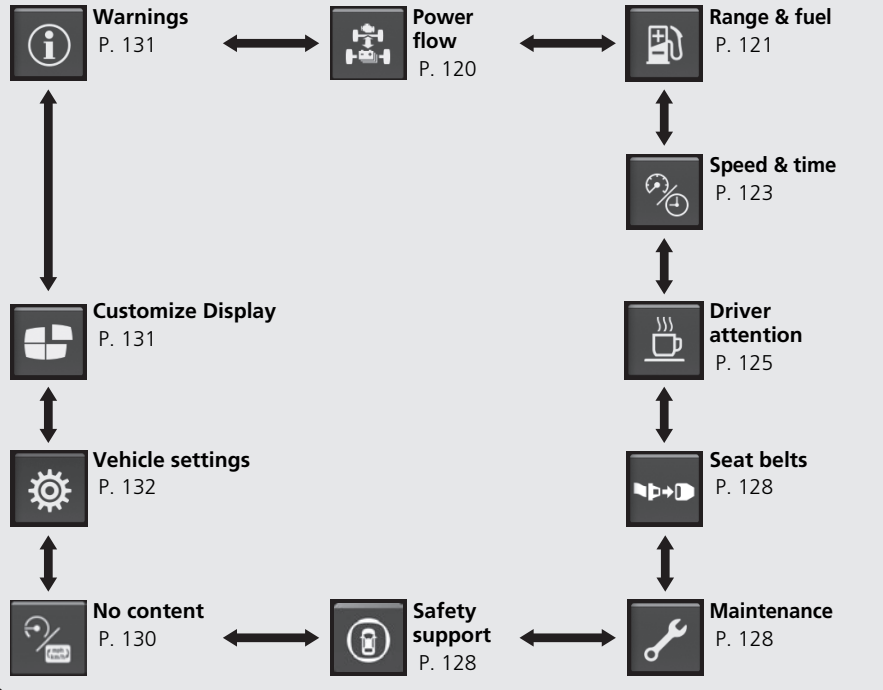 Warnings
P. 131
Power
flow
P. 120
Range & fuel
P. 121
Speed & time
P. 123
Customize Display
P. 131
Driver
attention
P. 125
Vehicle settings
P. 132
Seat belts
P. 128
No content
P. 130
Safety
support
P. 128
Maintenance
P. 128